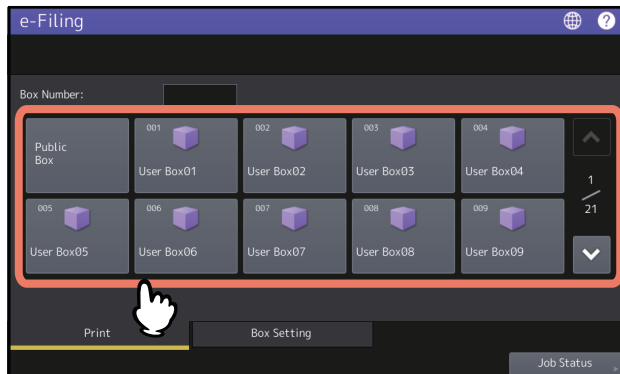 e-Filing
?
Box Number:
Public
Box
001
User Box01
002
User Box02
003
User Box03
004
User Box04
1
21
005
User Box05
006
User Box06
007
User Box07
008
User Box08
009
User Box09
Print
Box Setting
Job Status